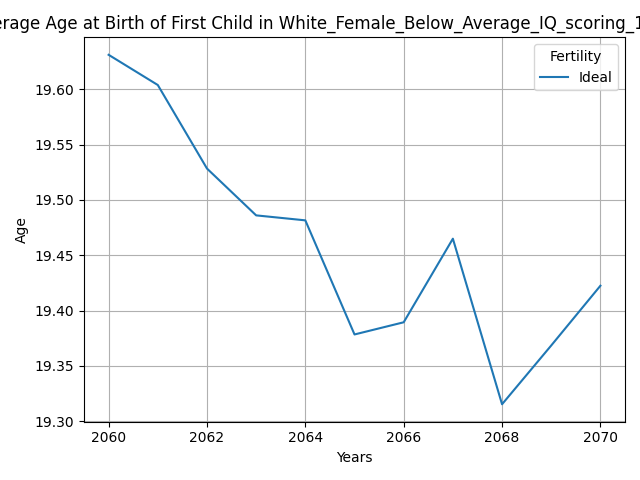 erage Age at Birth of First Child in White_Female_Below_Average_IQ_scoring_1
Fertility
Ideal
19.60
19.55
19.50
19.45
19.40
19.35
19.30
Age
2060 2062 2064 2066 2068 2070
Years